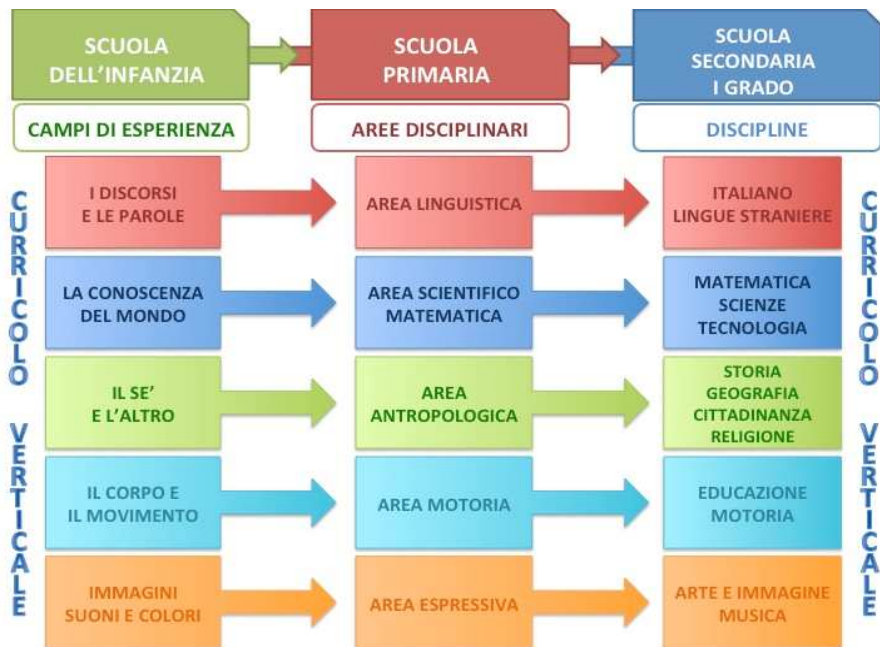 SCUOLA
DELL'INFANZIA
SCUOLA
PRIMARIA
SCUOLA
SECONDARIA
I GRADO
CAMPI DI ESPERIENZA
AREE DISCIPLINARI
DISCIPLINE
CURRICOLO VERTICALE
I DISCORSI
E LE PAROLE
AREA LINGUISTICA
ITALIANO
LINGUE STRANIERE
LA CONOSCENZA
DEL MONDO
AREA SCIENTIFICO
MATEMATICA
MATEMATICA
SCIENZE
TECNOLOGIA
IL SE'
E L'ALTRO
AREA
ANTROPOLOGICA
STORIA
GEOGRAFIA
CITTADINANZA
RELIGIONE
IL CORPO E
IL MOVIMENTO
AREA MOTORIA
EDUCAZIONE
MOTORIA
IMMAGINI
SUONI E COLORI
AREA ESPRESSIVA
ARTE E IMMAGINE
MUSICA
CURRICOLO VERTICALE